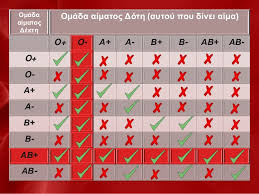 Ομάδα αίματος Δέκτη
Ομάδα αίματος Δότη (αυτού που δίνει αίμα)
O+ O- A+ A- B+ B- AB+ AB-
O+
O-
A+
A-
B+
B-
AB+
AB-